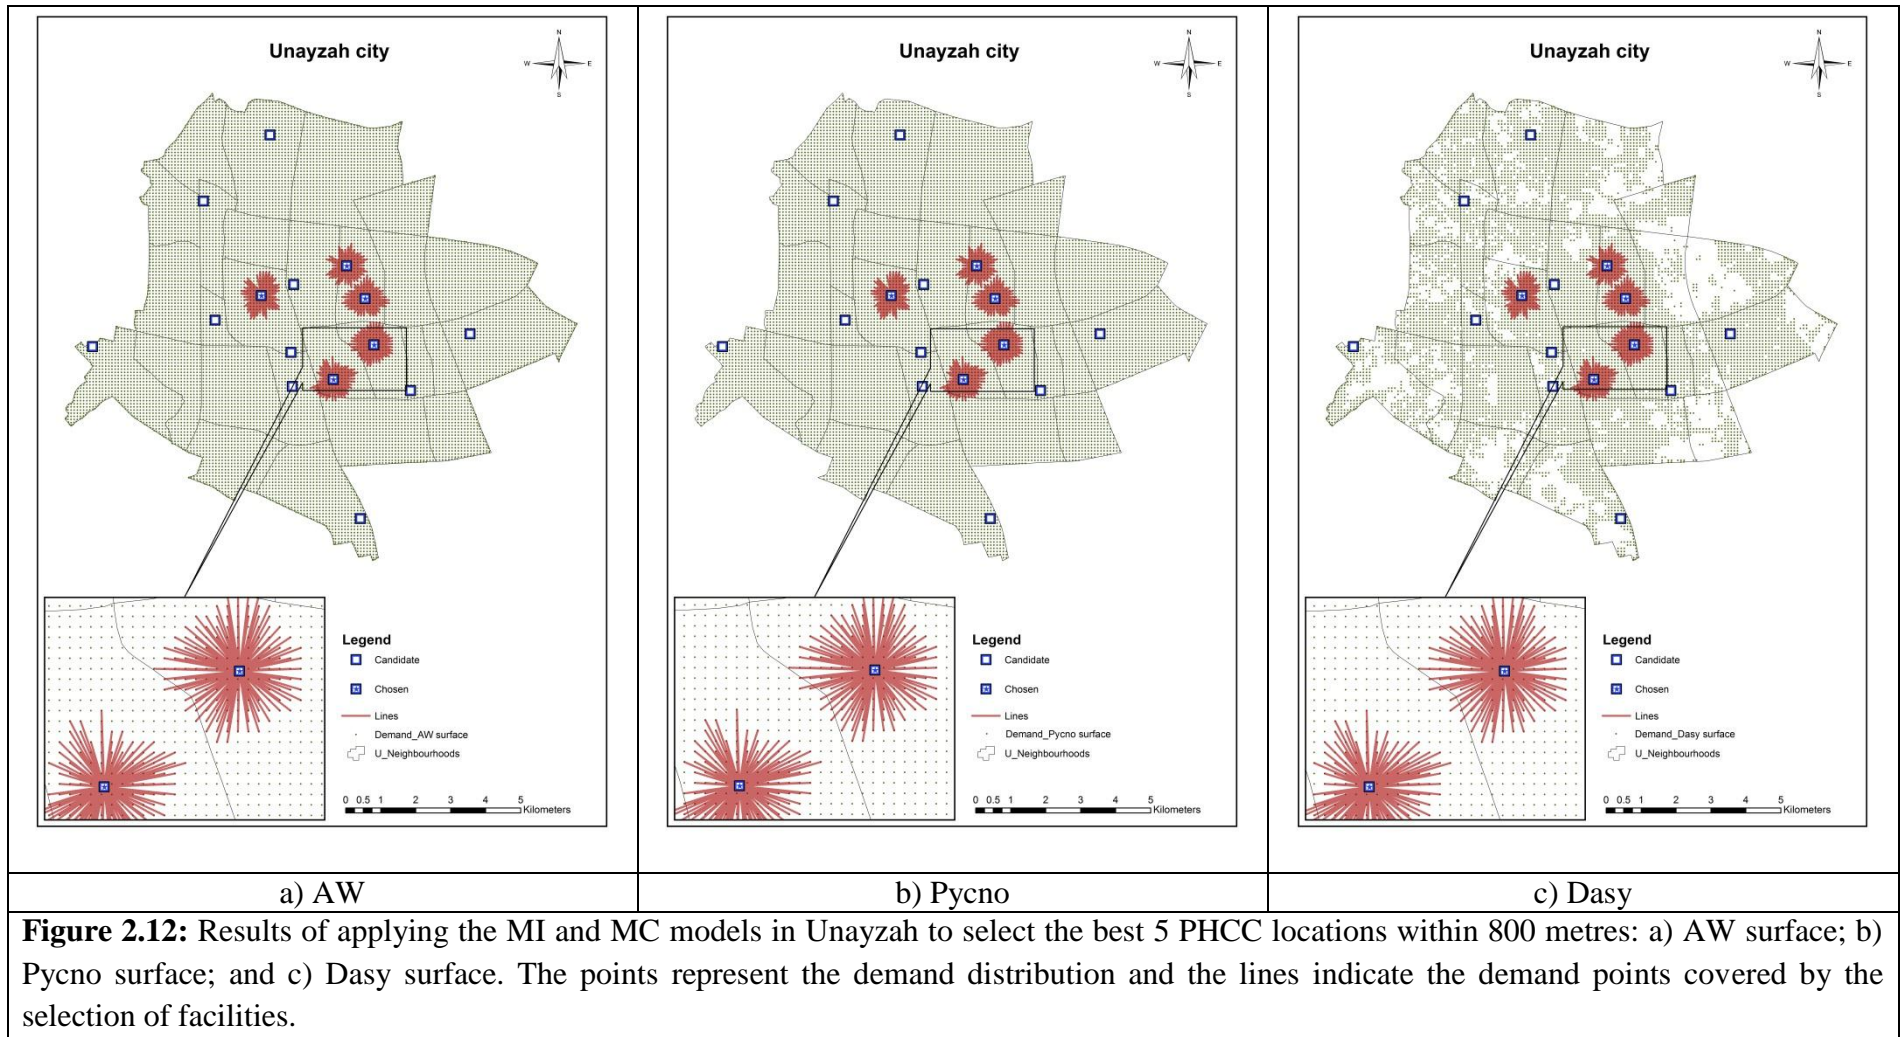 Unayzah city
N
W E
S
Legend
Candidate
Chosen
Lines
Demand_AW surface
U_Neighbourhoods
0 0.5 1 2 3 4 5
Kilometers
Unayzah city
N
W E
S
Legend
Candidate
Chosen
Lines
Demand_Pycno surface
U_Neighbourhoods
0 0.5 1 2 3 4 5
Kilometers
Unayzah city
N
W E
S
Legend
Candidate
Chosen
Lines
Demand_Dasy surface
U_Neighbourhoods
0 0.5 1 2 3 4 5
Kilometers
a) AW
b) Pycno
c) Dasy
Figure 2.12: Results of applying the MI and MC models in Unayzah to select the best 5 PHCC locations within 800 metres: a) AW surface; b)
Pycno surface; and c) Dasy surface. The points represent the demand distribution and the lines indicate the demand points covered by the
selection of facilities.